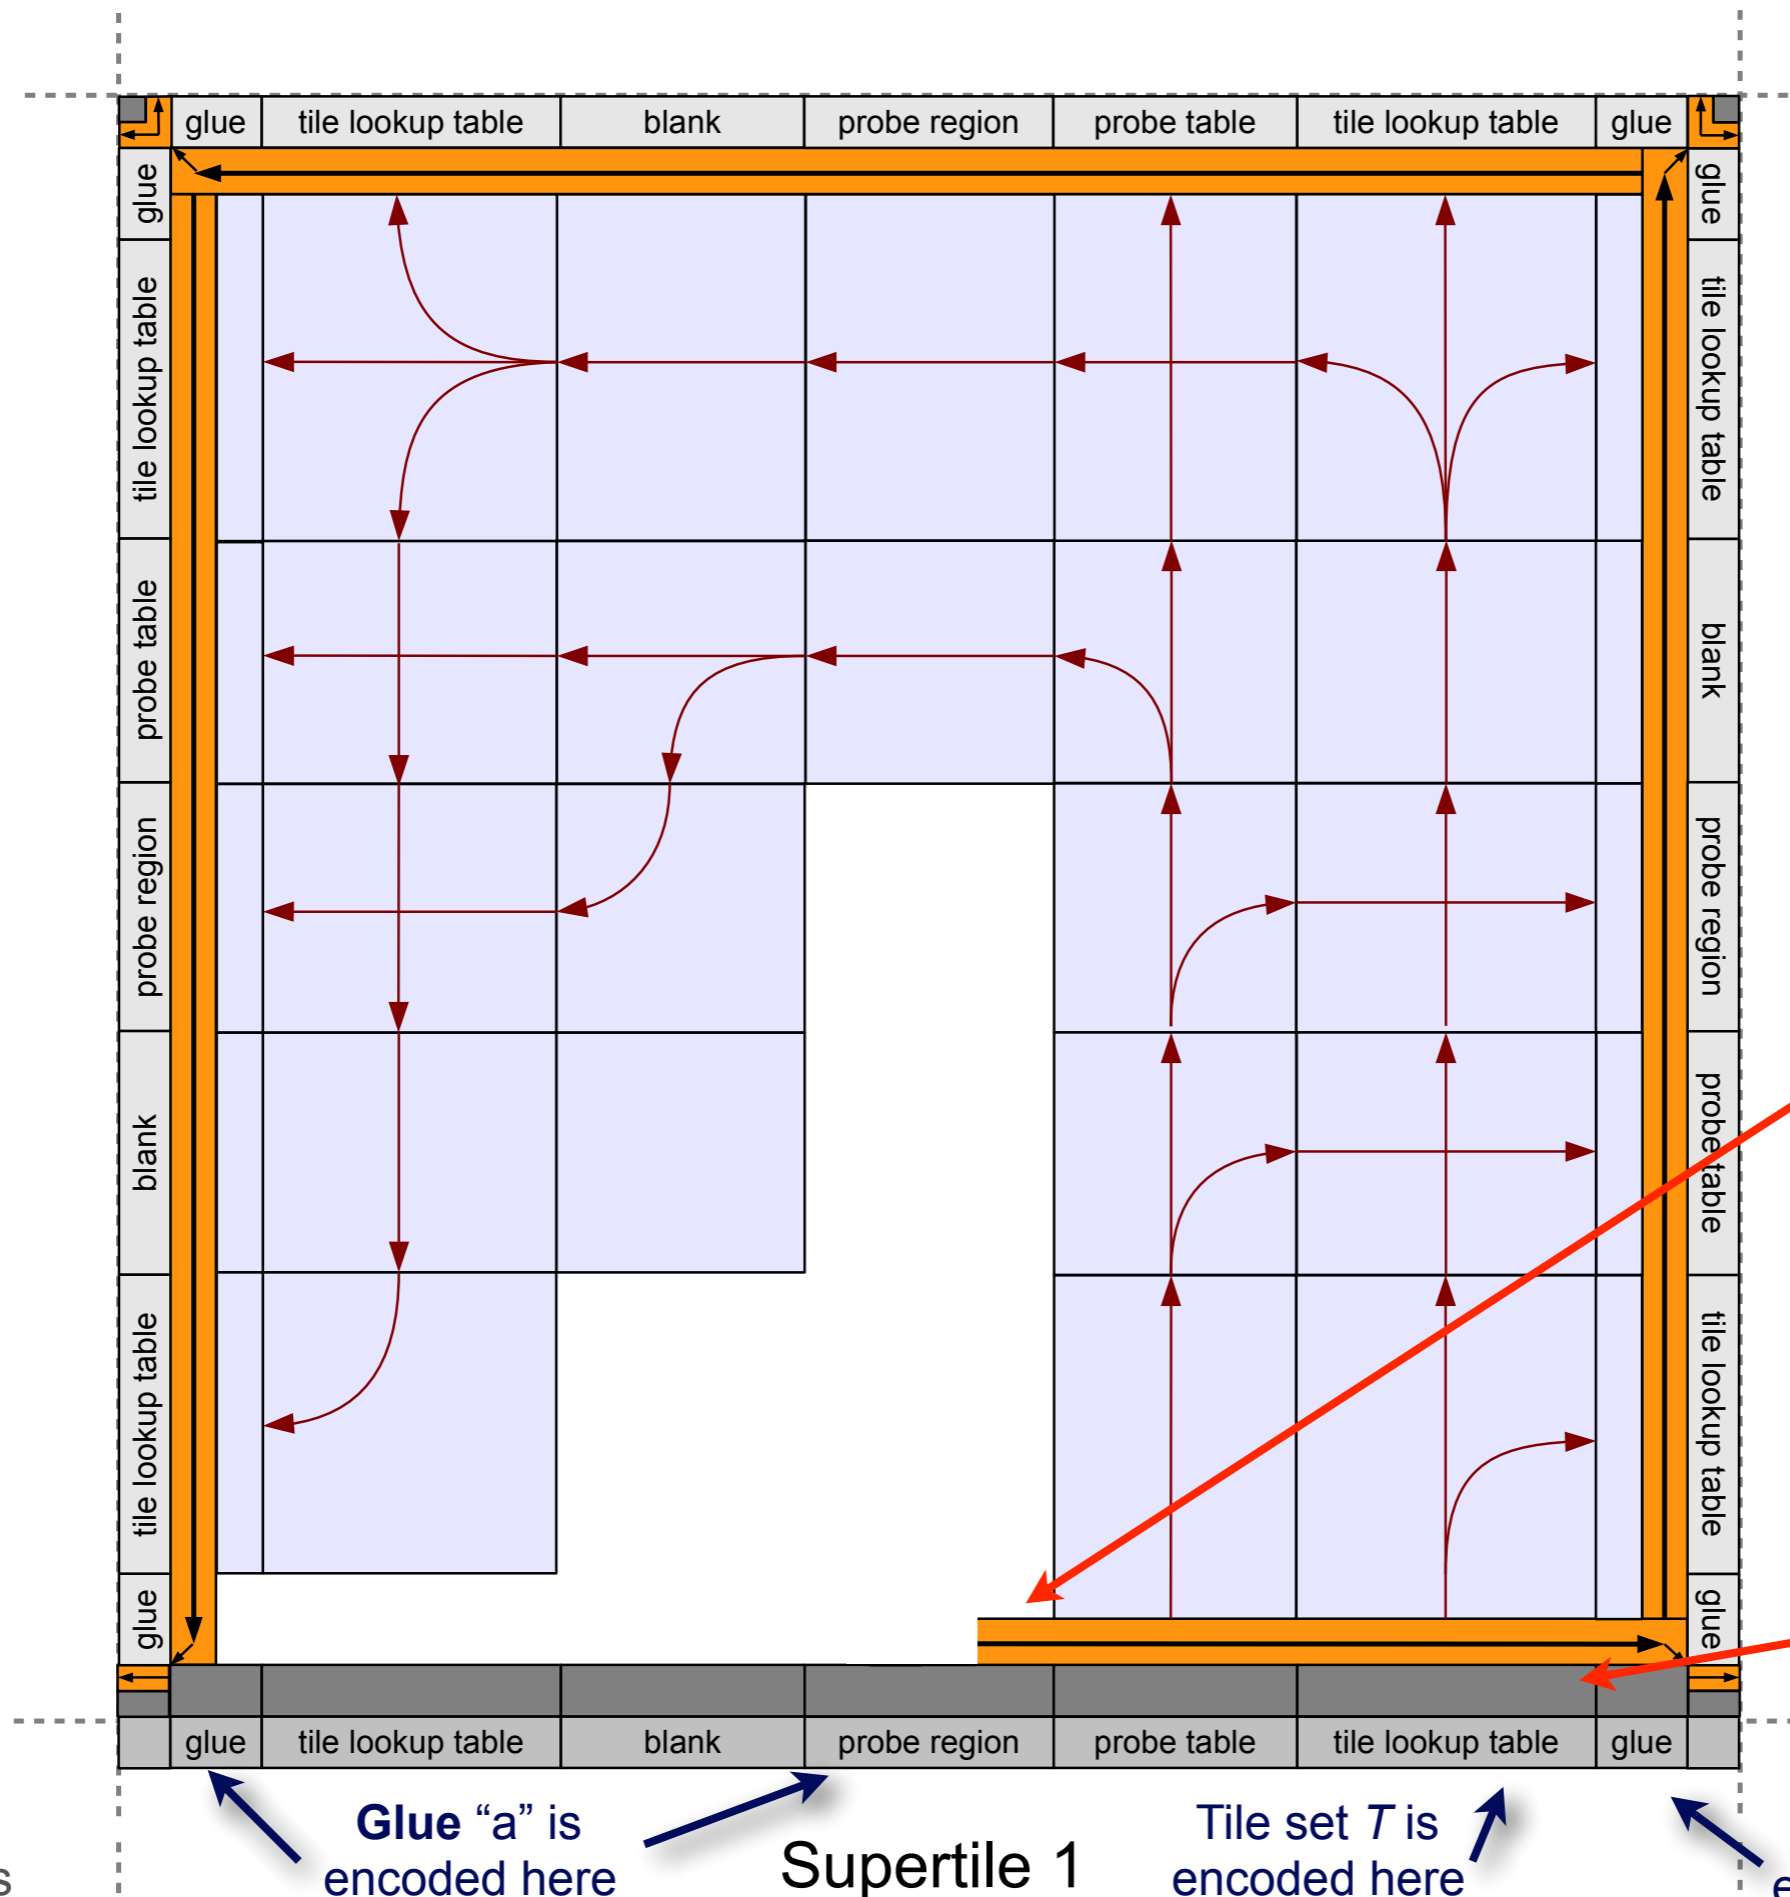 glue tile lookup table blank probe region probe table tile lookup table glue
glue
tile lookup table
probe table
probe region
blank
tile lookup table
glue
glue
tile lookup table
blank
probe region
probe table
tile lookup table
glue
glue tile lookup table blank probe region probe table tile lookup table glue
Glue “a” is
encoded here
Supertile 1
Tile set T is
encoded here
s
e